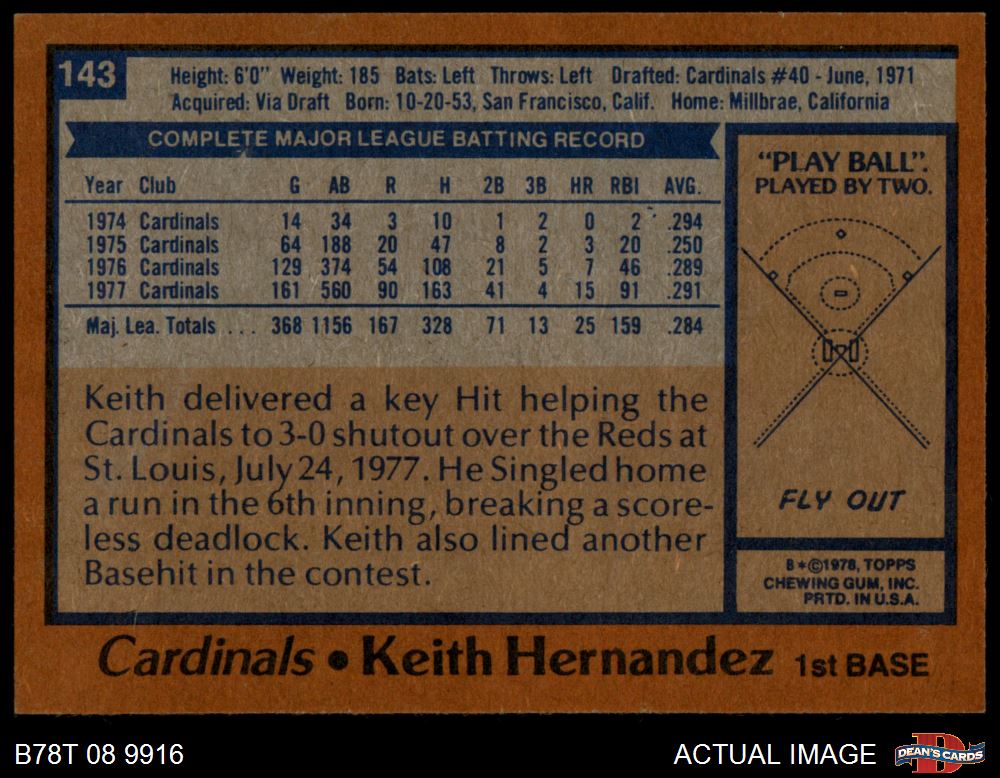 143
Height: 6'0" Weight: 185 Bats: Left Throws: Left Drafted: Cardinals #40 - June, 1971
Acquired: Via Draft Born: 10-20-53, San Francisco, Calif. Home: Millbrae, California
COMPLETE MAJOR LEAGUE BATTING RECORD
Year Club G AB R H 2B 3B HR RBI AVG.
1974 Cardinals 14 34 3 10 1 2 0 2 .294
1975 Cardinals 64 188 20 47 8 2 3 20 .250
1976 Cardinals 129 374 54 108 21 5 7 46 .289
1977 Cardinals 161 560 90 163 41 4 15 91 .291
Maj. Lea. Totals . . . 368 1156 167 328 71 13 25 159 .284
Keith delivered a key Hit helping the
Cardinals to 3-0 shutout over the Reds at
St. Louis, July 24, 1977. He Singled home
a run in the 6th inning, breaking a score-
less deadlock. Keith also lined another
Basehit in the contest.
"PLAY BALL".
PLAYED BY TWO.
FLY OUT
B*©1978, TOPPS
CHEWING GUM, INC.
PRTD. IN U.S.A.
Cardinals • Keith Hernandez 1st BASE
B78T 08 9916
ACTUAL IMAGE
DEAN'S CARDS